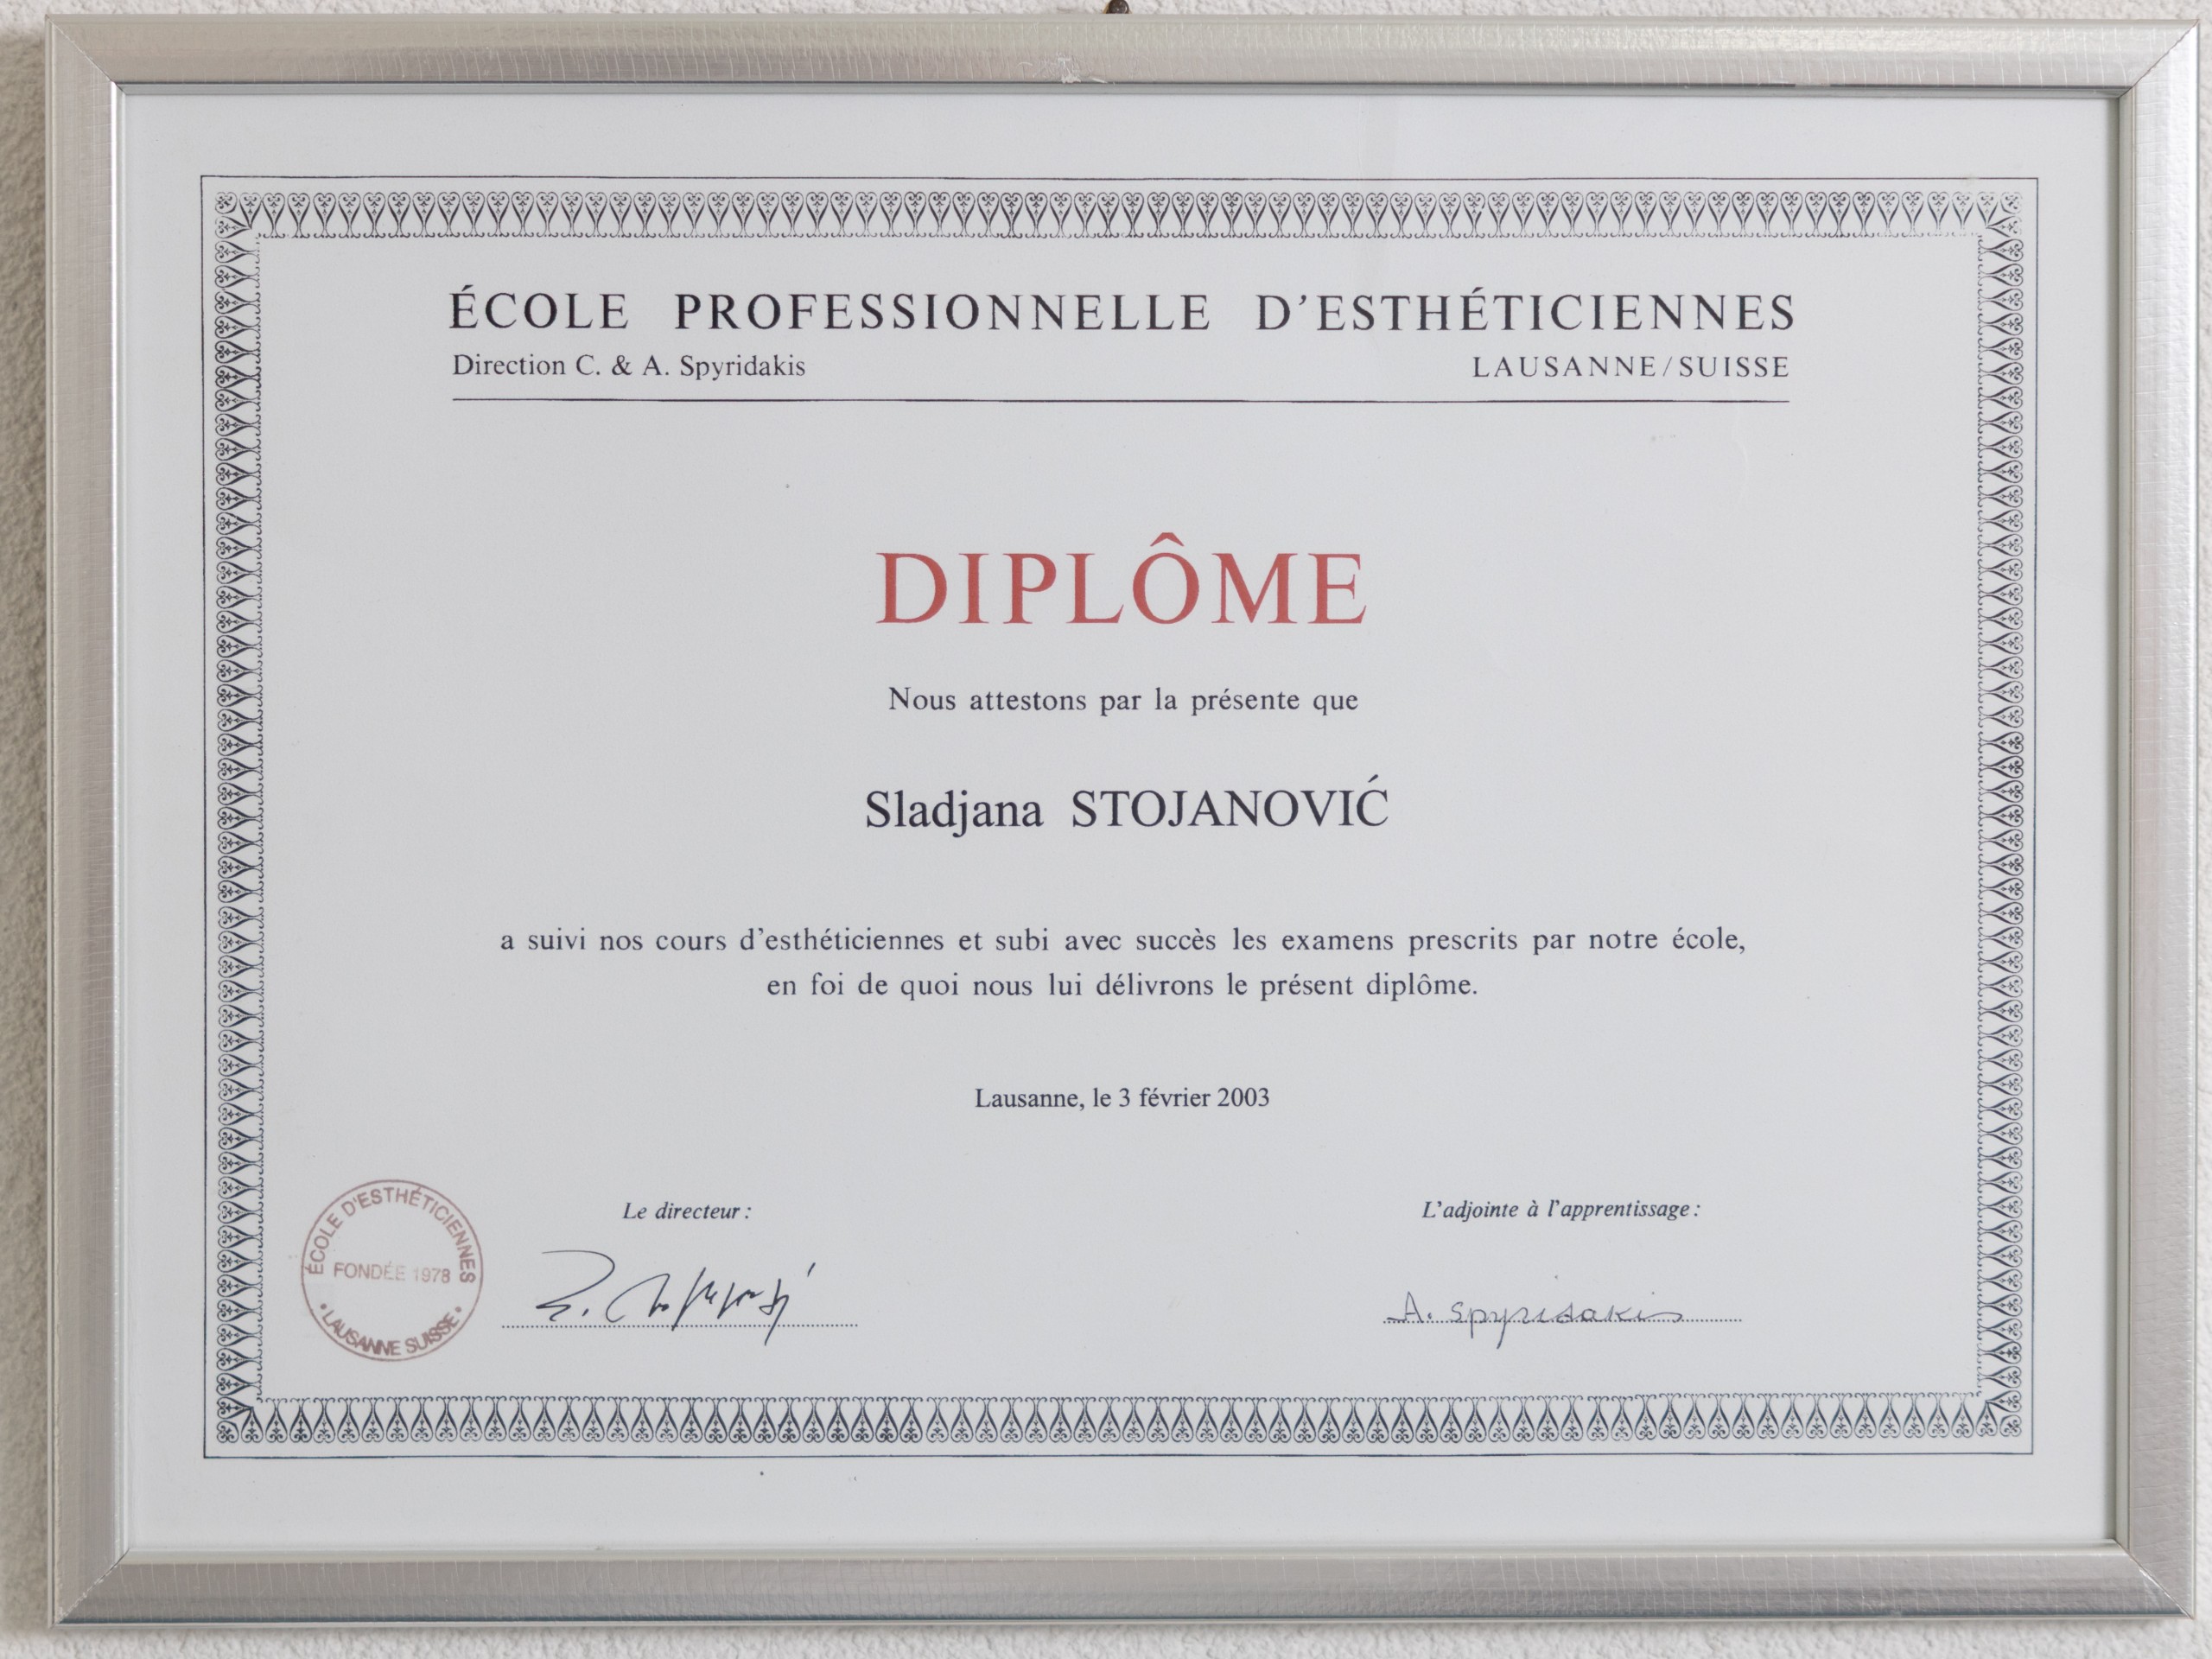 ÉCOLE PROFESSIONNELLE D'ESTHÉTICIENNES
Direction C. & A. Spyridakis LAUSANNE/SUISSE
DIPLÔME
Nous attestons par la présente que
Sladjana STOJANOVIĆ
a suivi nos cours d'esthéticiennes et subi avec succès les examens prescrits par notre école,
en foi de quoi nous lui délivrons le présent diplôme.
Lausanne, le 3 février 2003
ÉCOLE D'ESTHÉTICIENNES
FONDÉE 1978
• LAUSANNE SUISSE •
Le directeur :
L'adjointe à l'apprentissage :
A. Spyridakis